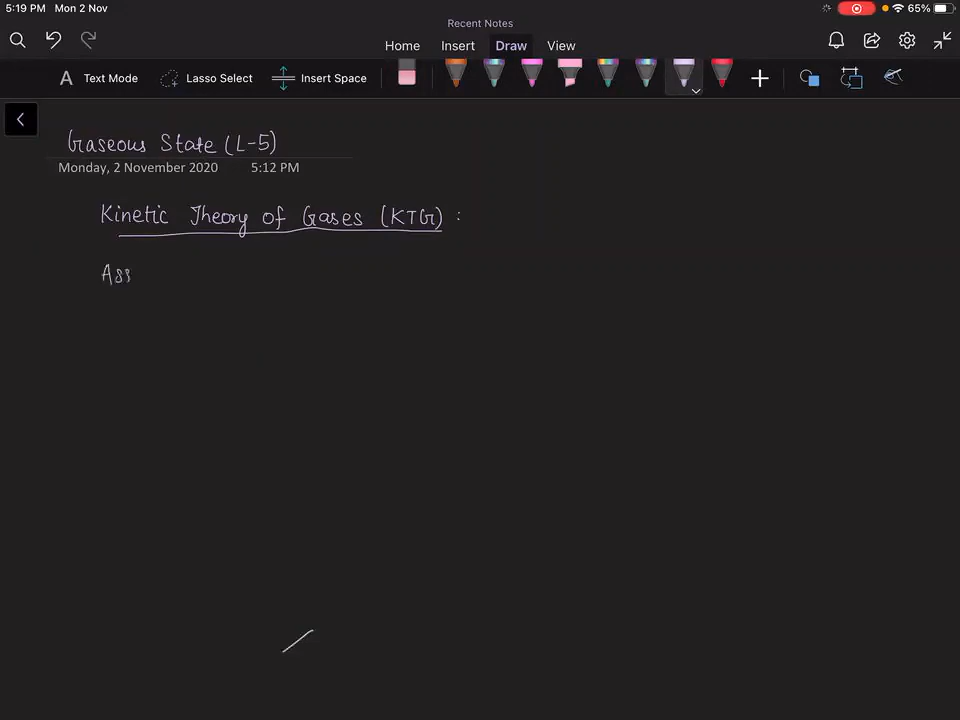 5:19 PM Mon 2 Nov
65%
Recent Notes
Home Insert Draw View
A Text Mode Lasso Select Insert Space
Gaseous State (L-5)
Monday, 2 November 2020 5:12 PM
Kinetic Theory of Gases (KTG) :
Ass